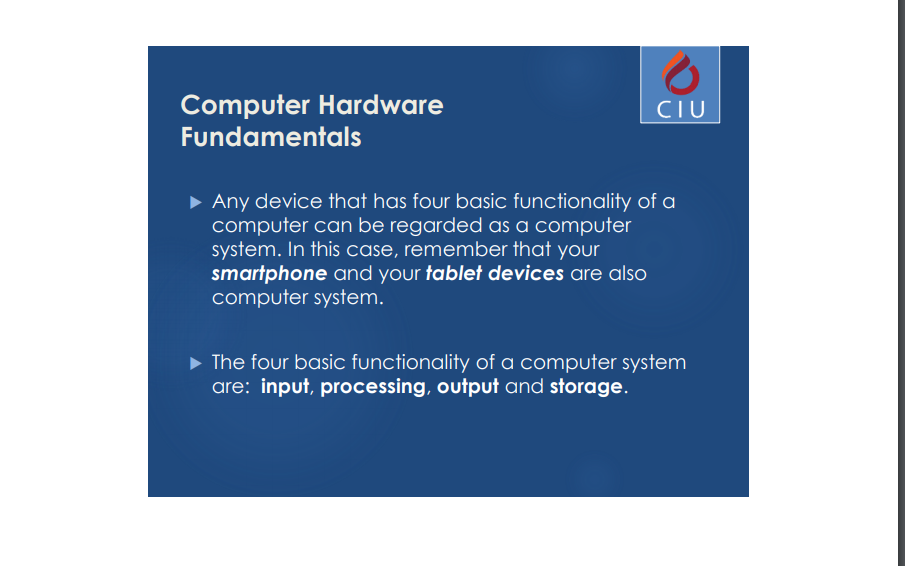 CIU
Computer Hardware
Fundamentals
Any device that has four basic functionality of a
computer can be regarded as a computer
system. In this case, remember that your
smartphone and your tablet devices are also
computer system.
The four basic functionality of a computer system
are: input, processing, output and storage.